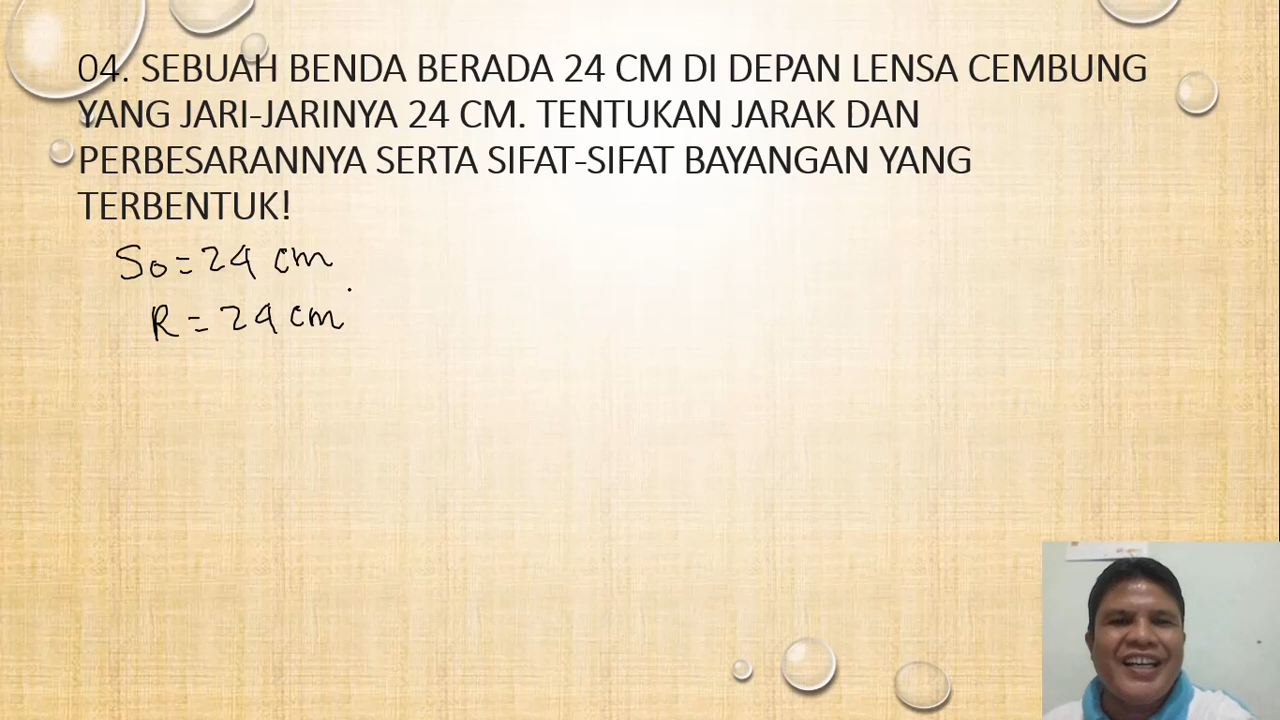 04. SEBUAH BENDA BERADA 24 CM DI DEPAN LENSA CEMBUNG
YANG JARI-JARINYA 24 CM. TENTUKAN JARAK DAN
PERBESARANNYA SERTA SIFAT-SIFAT BAYANGAN YANG
TERBENTUK!
So = 24 cm
R = 24 cm